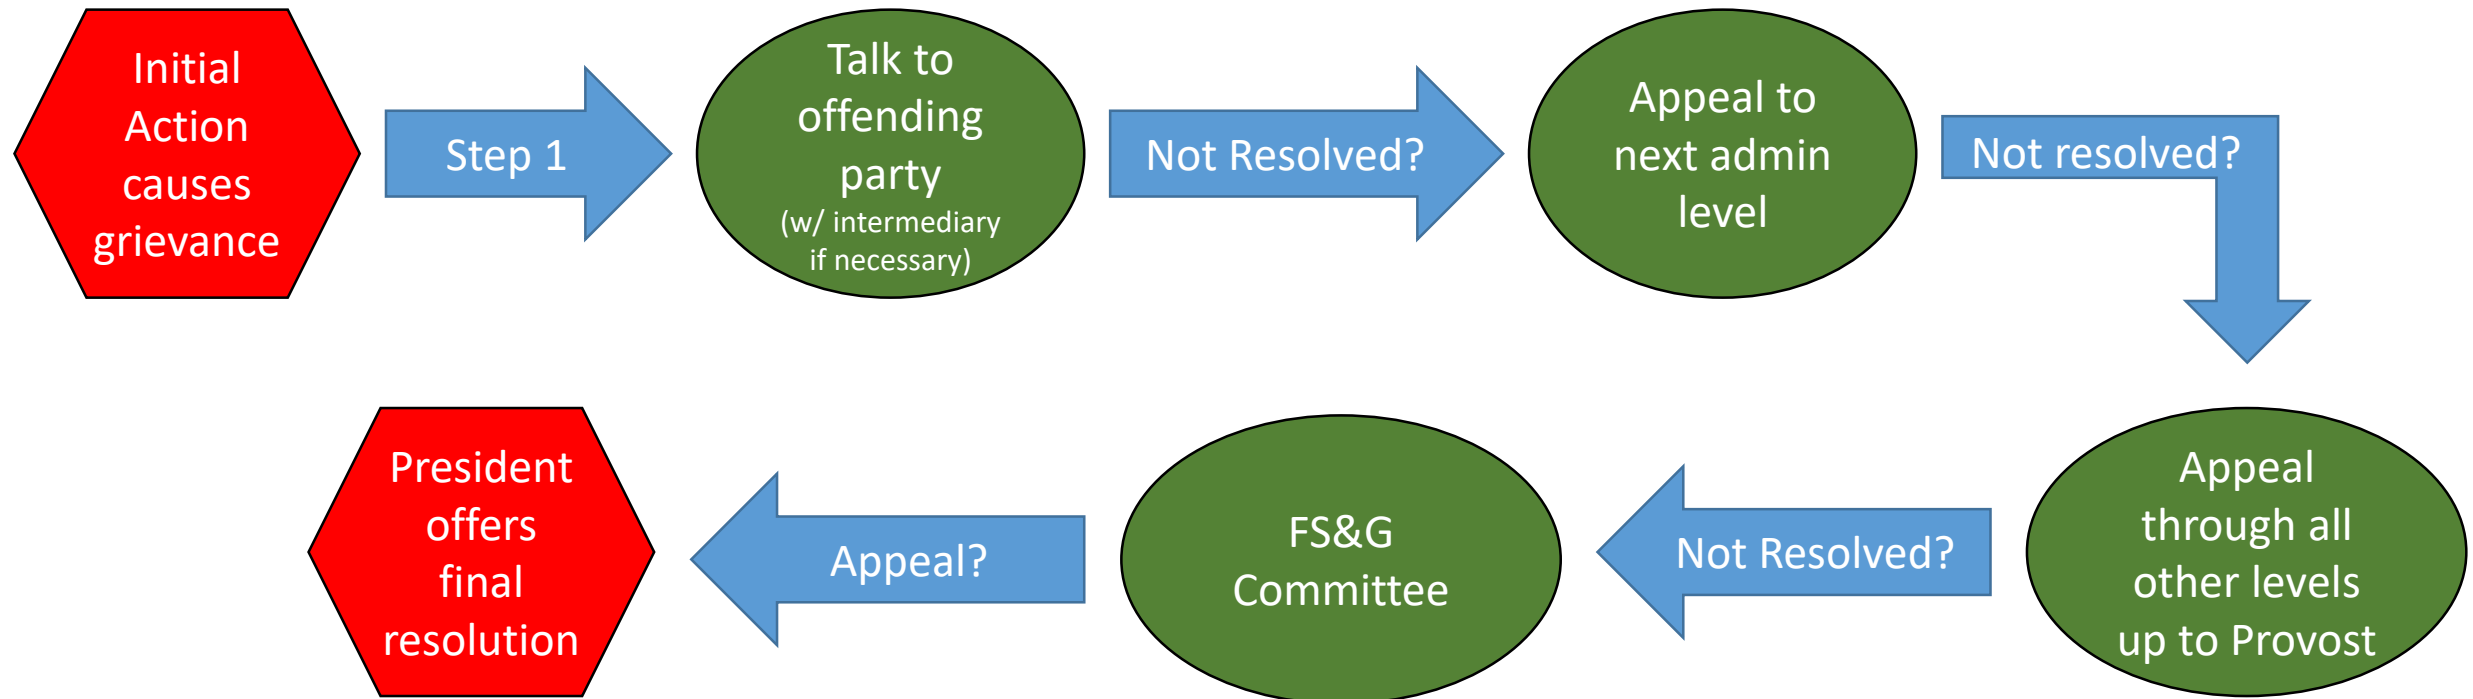 Initial
Action
causes
grievance
Step 1
Talk to
offending
party
(w/ intermediary
if necessary)
Not Resolved?
Appeal to
next admin
level
Not resolved?
Appeal
through all
other levels
up to Provost
Not Resolved?
FS&G
Committee
Appeal?
President
offers
final
resolution